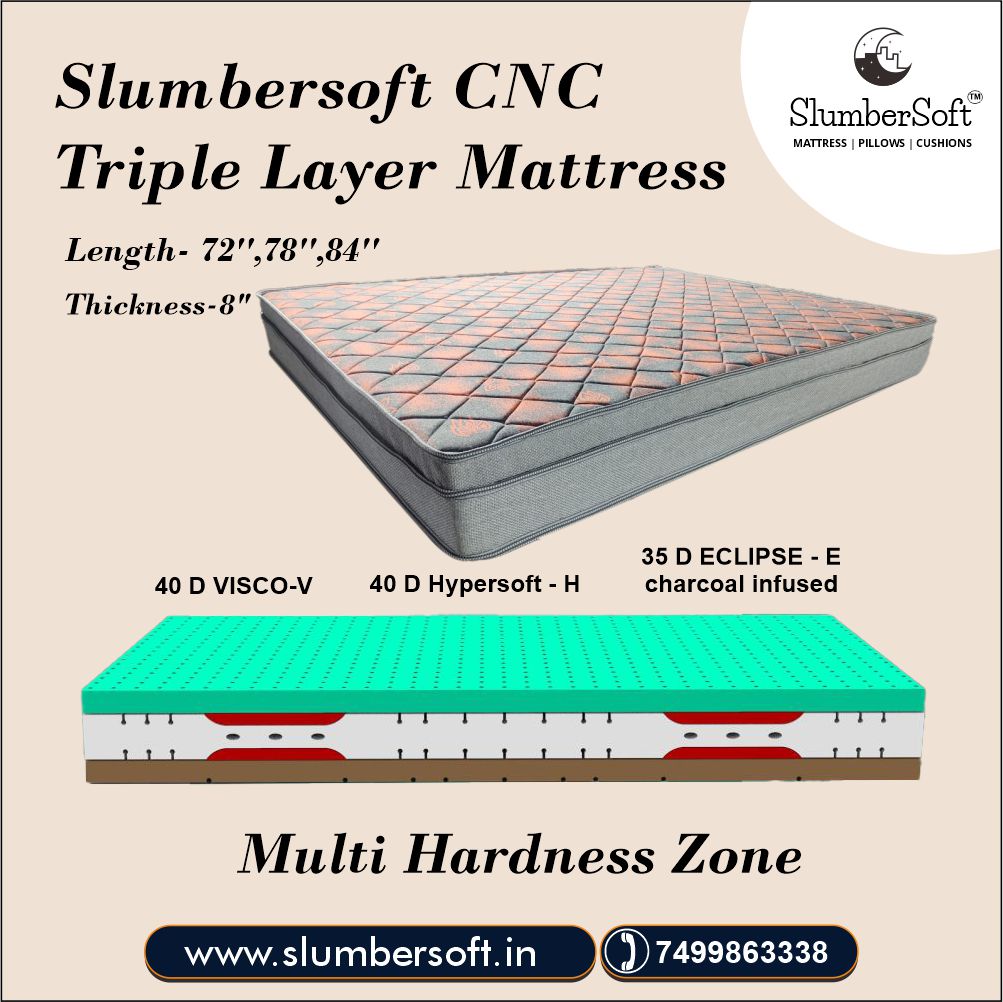 Slumbersoft CNC
Triple Layer Mattress
SlumberSoft™
MATTRESS | PILLOWS | CUSHIONS
Length- 72'',78'',84''
Thickness-8"
40 D VISCO-V
40 D Hypersoft - H
35 D ECLIPSE - E
charcoal infused
Multi Hardness Zone
www.slumbersoft.in
7499863338